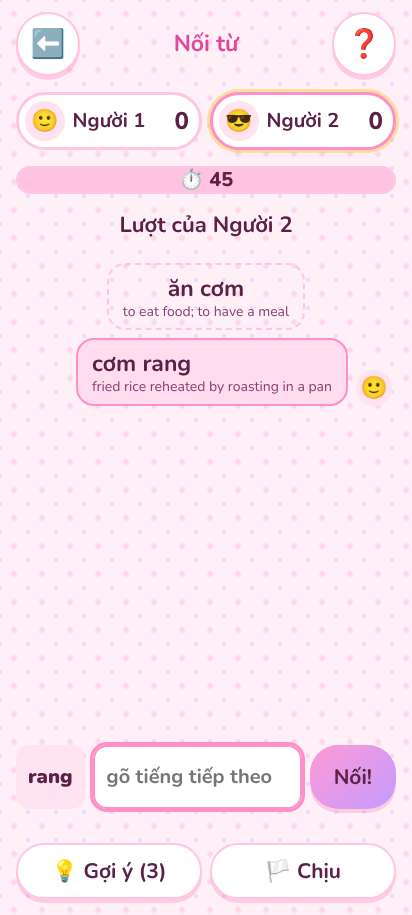 Nối từ
Người 1 0
Người 2 0
45
Lượt của Người 2
ăn cơm
to eat food; to have a meal
cơm rang
fried rice reheated by roasting in a pan
rang
gõ tiếng tiếp theo
Nối!
Gợi ý (3)
Chịu